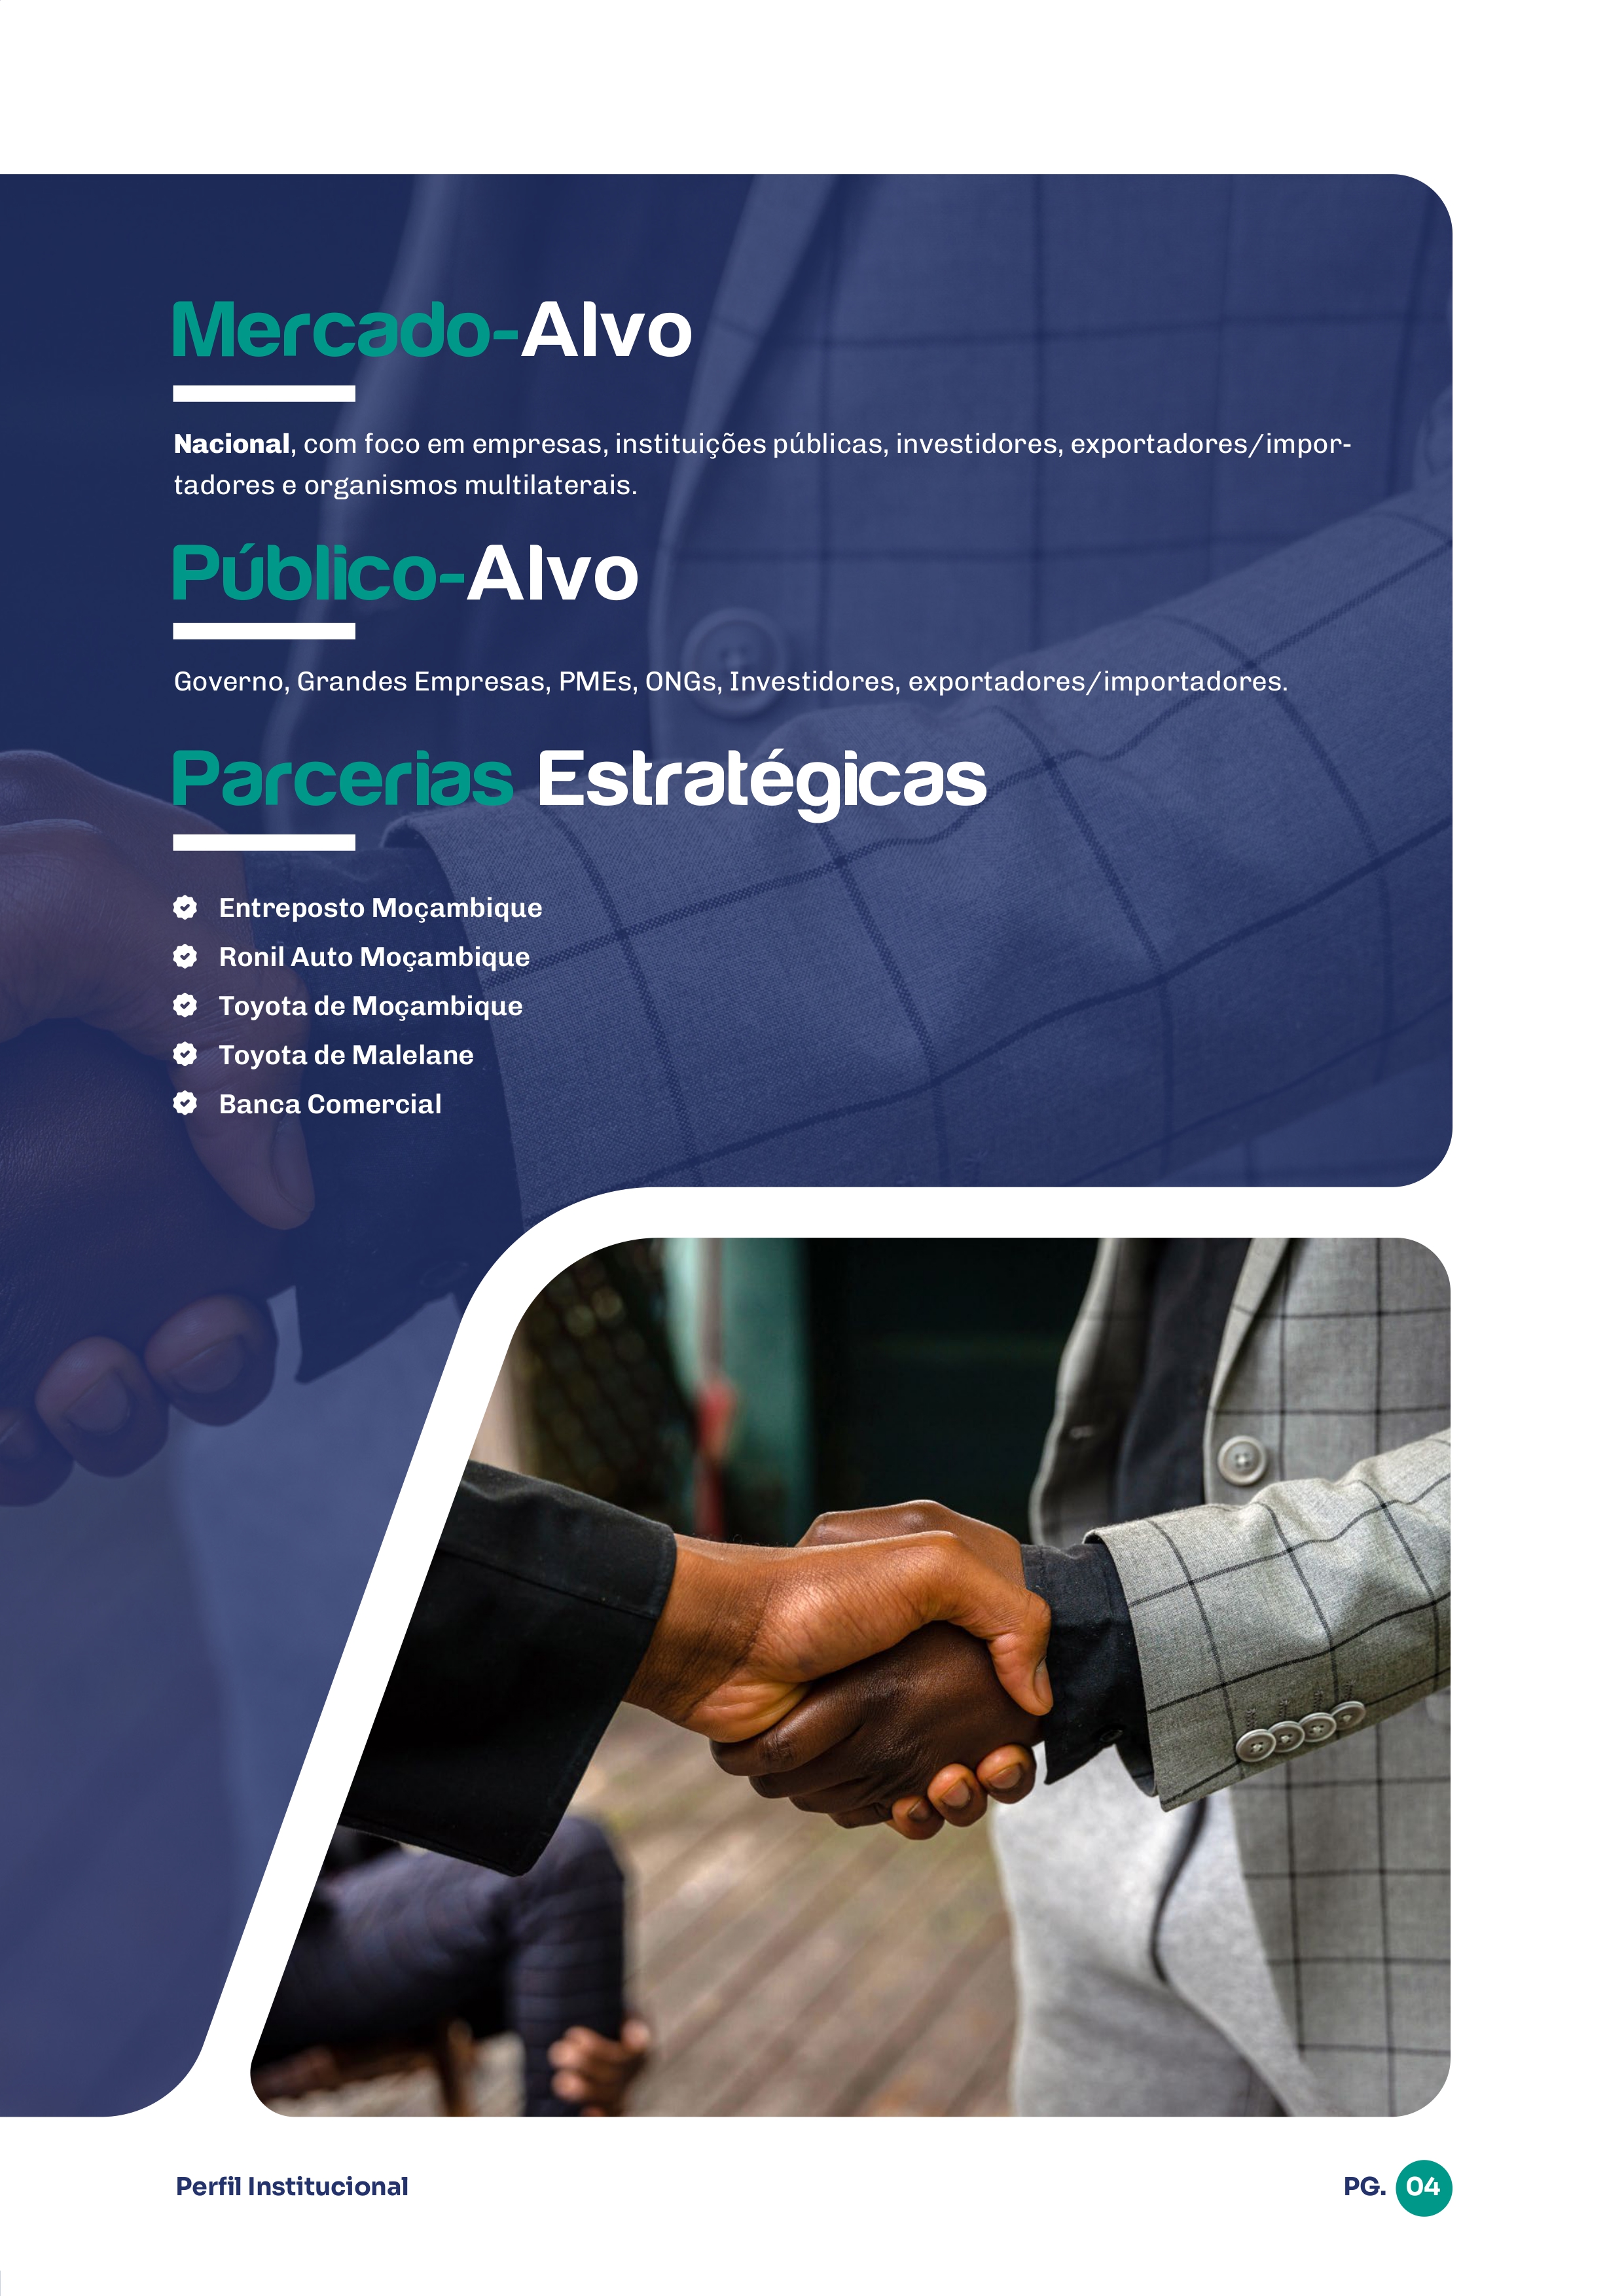 Mercado-Alvo
Nacional, com foco em empresas, instituições públicas, investidores, exportadores/impor-
tadores e organismos multilaterais.
Público-Alvo
Governo, Grandes Empresas, PMEs, ONGs, Investidores, exportadores/importadores.
Parcerias Estratégicas
Entreposto Moçambique
Ronil Auto Moçambique
Toyota de Moçambique
Toyota de Malelane
Banca Comercial
Perfil Institucional
PG. 04